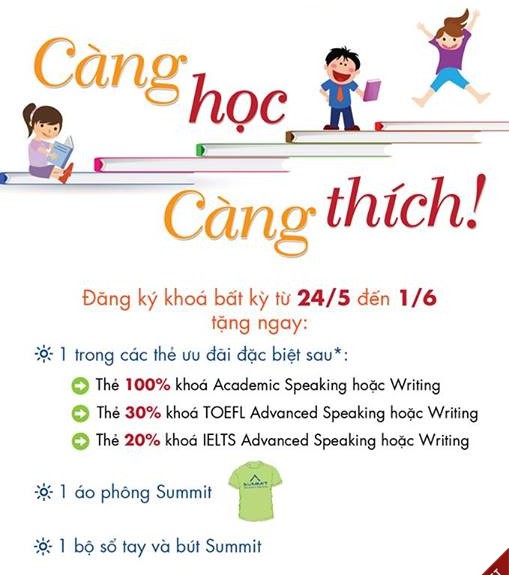 Càng học
Càng thích!
Đăng ký khoá bất kỳ từ 24/5 đến 1/6
tặng ngay:
1 trong các thẻ ưu đãi đặc biệt sau*:
Thẻ 100% khoá Academic Speaking hoặc Writing
Thẻ 30% khoá TOEFL Advanced Speaking hoặc Writing
Thẻ 20% khoá IELTS Advanced Speaking hoặc Writing
1 áo phông Summit
SUMMIT
1 bộ sổ tay và bút Summit